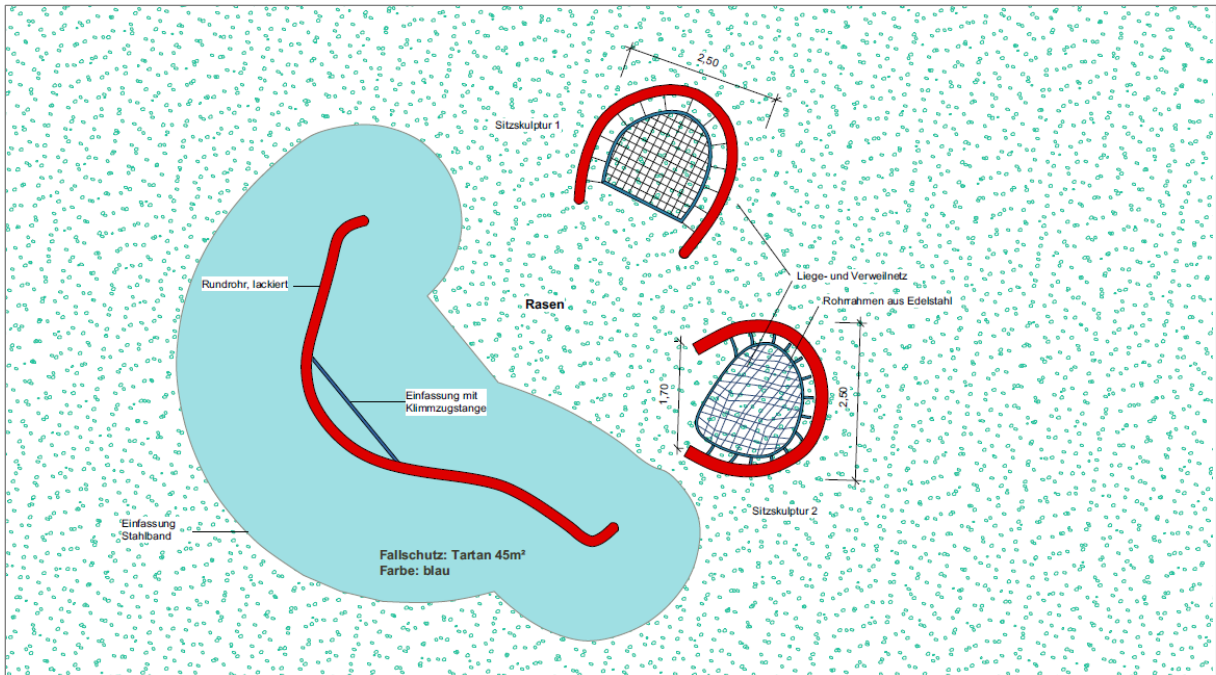 2,50
Sitzskulptur 1
Rundrohr, lackiert
Liege- und Verweilnetz
Rasen
Rohrrahmen aus Edelstahl
1,70
2,50
Einfassung mit
Klimmzugstange
Sitzskulptur 2
Einfassung
Stahlband
Fallschutz: Tartan 45m²
Farbe: blau